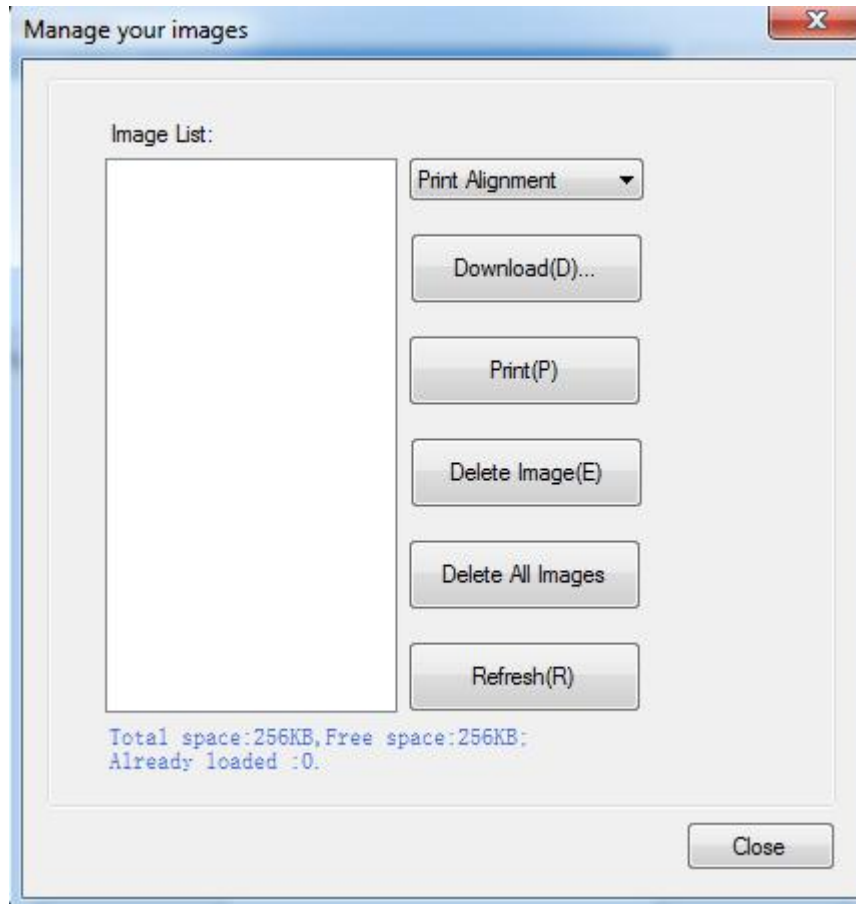 Manage your images
Image List:
Print Alignment
Download(D)...
Print(P)
Delete Image(E)
Delete All Images
Refresh(R)
Total space:256KB,Free space:256KB;
Already loaded :0.
Close